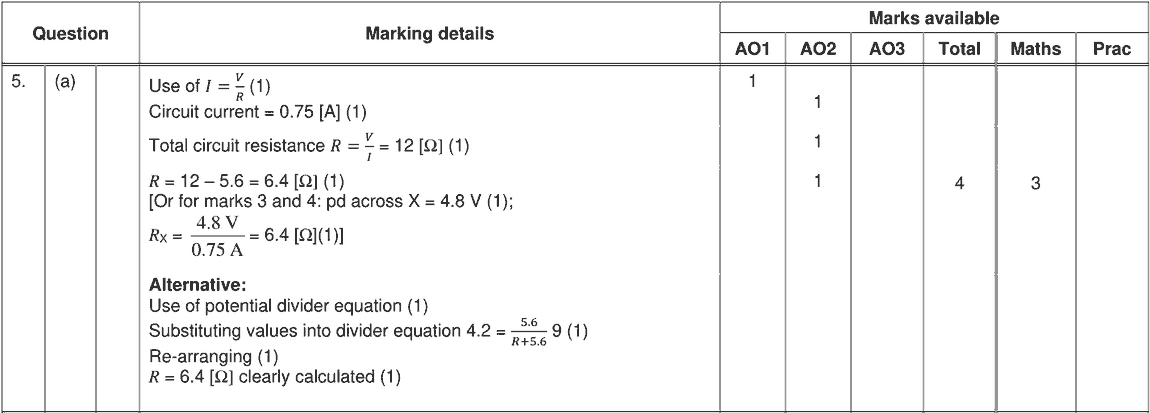 Question Marking details Marks available
AO1 AO2 AO3 Total Maths Prac
5. (a) Use of I = V/R (1) 1
Circuit current = 0.75 [A] (1) 1
Total circuit resistance R = V/I = 12 [Ω] (1) 1
R = 12 – 5.6 = 6.4 [Ω] (1) 1 4 3
[Or for marks 3 and 4: pd across X = 4.8 V (1);
RX = 4.8 V/0.75 A = 6.4 [Ω](1)]
Alternative:
Use of potential divider equation (1)
Substituting values into divider equation 4.2 = 5.6/R+5.6 9 (1)
Re-arranging (1)
R = 6.4 [Ω] clearly calculated (1)